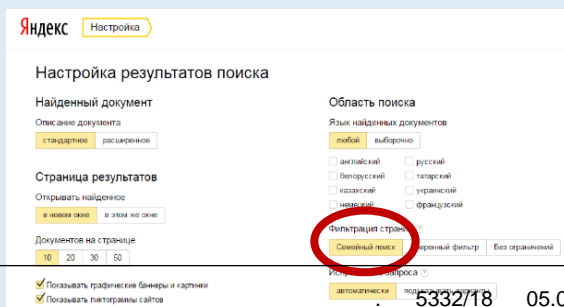 Яндекс Настройка
Настройка результатов поиска
Найденный документ
Описание документа
стандартное расширенное
Страница результатов
Открывать найденное
в новом окне в этом же окне
Документов на странице
10 20 30 50
Показывать графические баннеры и картинки
Показывать пиктограммы сайтов
Область поиска
Язык найденных документов
любой выборочно
английский русский
белорусский татарский
казахский украинский
немецкий французский
Фильтрация стран
Семейный поиск еренный фильтр Без ограничений
автоматически
5332/18 05.0